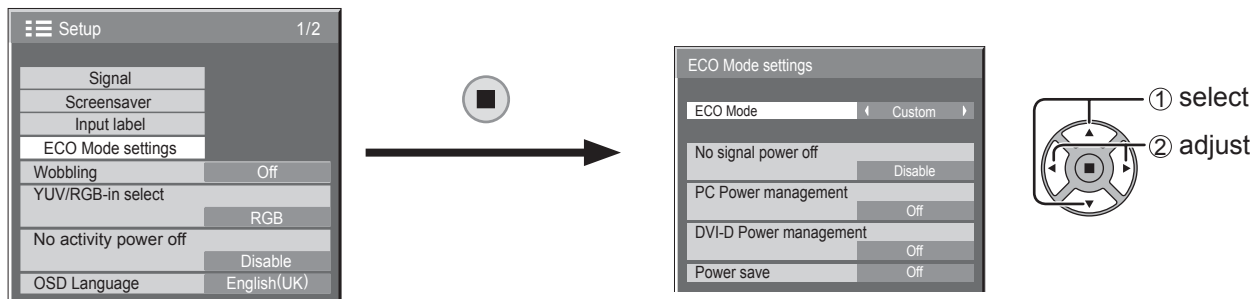 Setup 1/2
Signal
Screensaver
Input label
ECO Mode settings
Wobbling Off
YUV/RGB-in select
RGB
No activity power off
Disable
OSD Language English(UK)
ECO Mode settings
ECO Mode Custom
No signal power off
Disable
PC Power management
Off
DVI-D Power management
Off
Power save Off
① select
② adjust